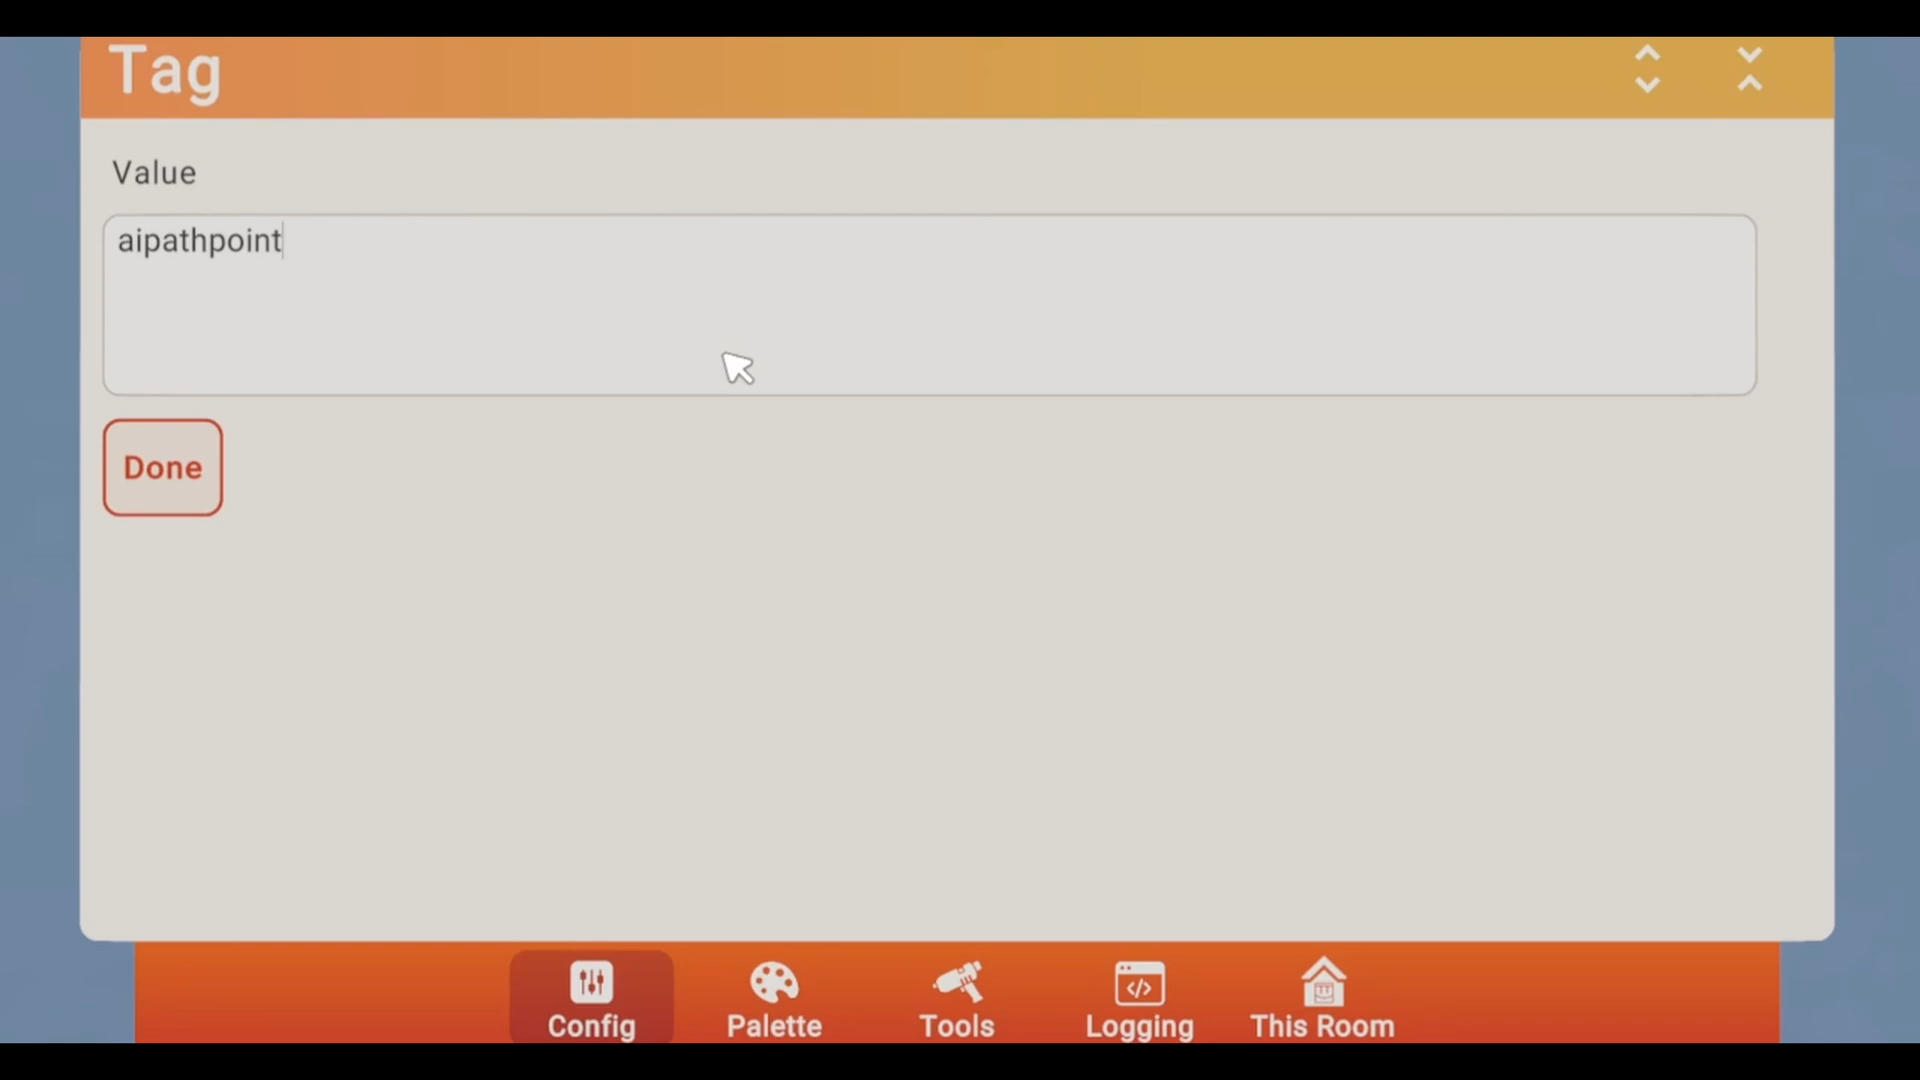 Tag
Value
aipathpoint
Done
Config
Palette
Tools
Logging
This Room